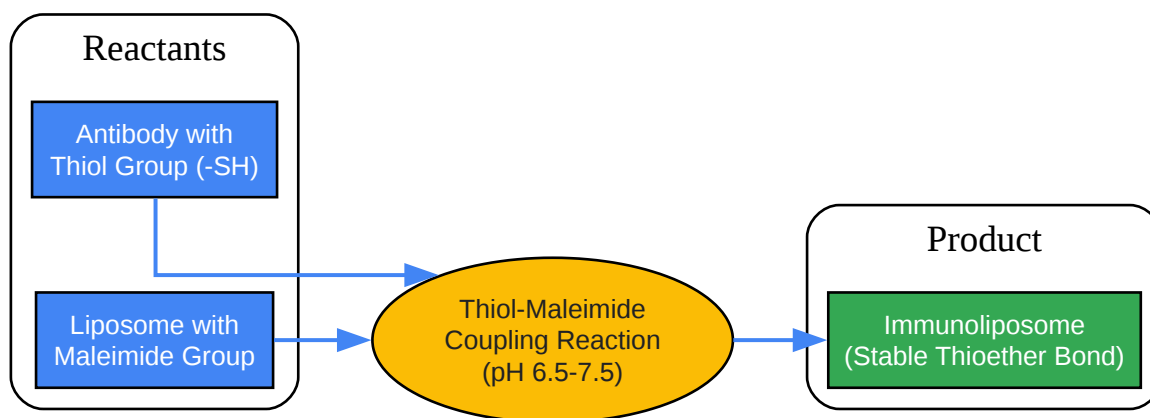 Reactants
Antibody with
Thiol Group (-SH)
Liposome with
Maleimide Group
Thiol-Maleimide
Coupling Reaction
(pH 6.5-7.5)
Product
Immunoliposome
(Stable Thioether Bond)